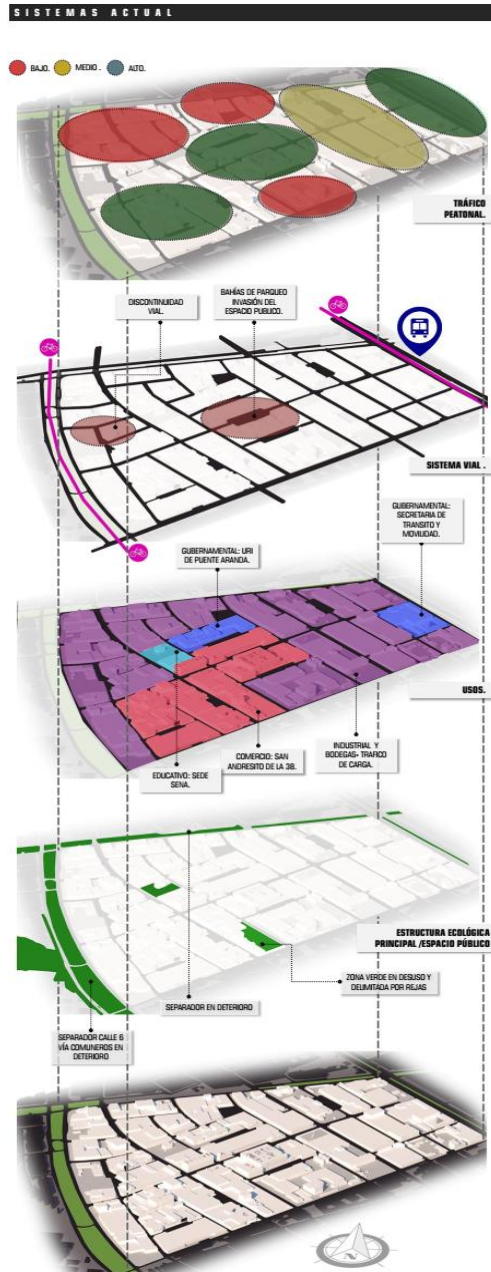 SISTEMAS ACTUAL
BAJO. MEDIO . ALTO.
TRÁFICO
PEATONAL.
DISCONTINUIDAD
VIAL.
BAHÍAS DE PARQUEO
INVASIÓN DEL
ESPACIO PUBLICO.
SISTEMA VIAL .
GUBERNAMENTAL:
SECRETARIA DE
TRANSITO Y
MOVILIDAD.
GUBERNAMENTAL: URI
DE PUENTE ARANDA.
USOS.
EDUCATIVO: SEDE
SENA.
COMERCIO: SAN
ANDRESITO DE LA 38.
INDUSTRIAL Y
BODEGAS+ TRAFICO
DE CARGA.
ESTRUCTURA ECOLÓGICA
PRINCIPAL /ESPACIO PÚBLICO
ZONA VERDE EN DESUSO Y
DELIMITADA POR REJAS
SEPARADOR EN DETERIORO
SEPARADOR CALLE 6
VÍA COMUNEROS EN
DETERIORO
N